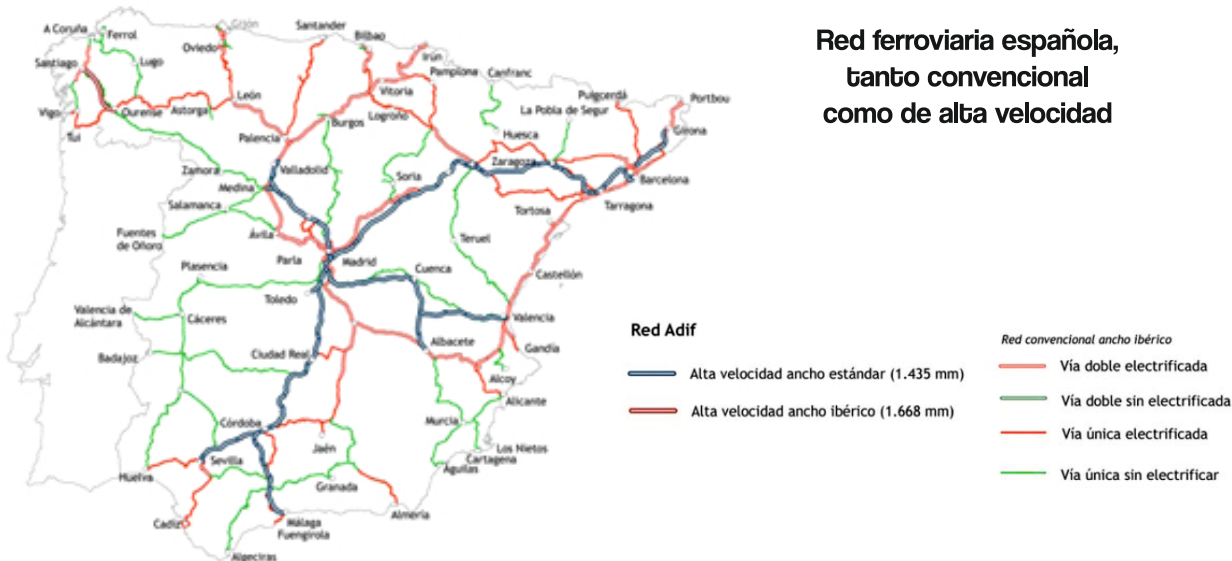 Red ferroviaria española,
tanto convencional
como de alta velocidad
A Coruña
Ferrol
Gijón
Santander
Bilbao
Irún
Oviedo
Lugo
Santiago
Pamplona
Canfranc
Puigcerdá
Portbou
León
Vitoria
La Pobla de Segur
Vigo
Ourense
Astorga
Burgos
Logroño
Girona
Tui
Palencia
Huesca
Zamora
Valladolid
Soria
Zaragoza
Barcelona
Medina
Salamanca
Tortosa
Tarragona
Fuentes
de Oñoro
Ávila
Teruel
Parla
Madrid
Plasencia
Cuenca
Castellón
Toledo
Valencia de
Alcántara
Cáceres
Valencia
Badajoz
Ciudad Real
Albacete
Gandía
Alcoy
Alicante
Córdoba
Murcia
Jaén
Los Nietos
Cartagena
Sevilla
Águilas
Huelva
Granada
Cadiz
Málaga
Fuengirola
Almería
Algeciras
Red Adif
Alta velocidad ancho estándar (1.435 mm)
Alta velocidad ancho ibérico (1.668 mm)
Red convencional ancho ibérico
Vía doble electrificada
Vía doble sin electrificada
Vía única electrificada
Vía única sin electrificar